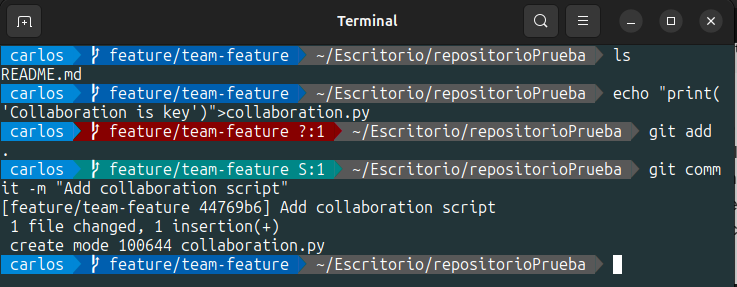 Terminal
carlos feature/team-feature ~/Escritorio/repositorioPrueba ls
README.md
carlos feature/team-feature ~/Escritorio/repositorioPrueba echo "print(
'Collaboration is key')">collaboration.py
carlos feature/team-feature ?:1 ~/Escritorio/repositorioPrueba git add
.
carlos feature/team-feature S:1 ~/Escritorio/repositorioPrueba git comm
it -m "Add collaboration script"
[feature/team-feature 44769b6] Add collaboration script
1 file changed, 1 insertion(+)
create mode 100644 collaboration.py
carlos feature/team-feature ~/Escritorio/repositorioPrueba